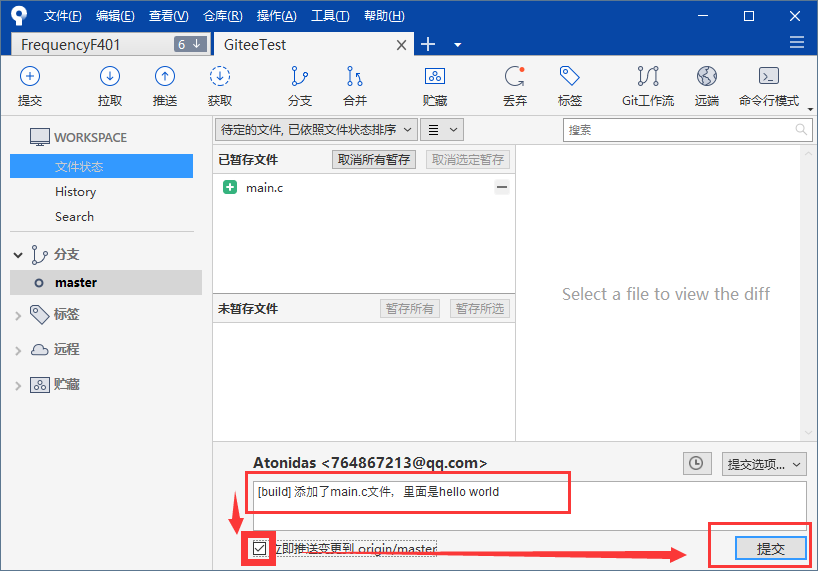 文件(F) 编辑(E) 查看(V) 仓库(R) 操作(A) 工具(T) 帮助(H)
FrequencyF401 6 GiteeTest
提交 拉取 推送 获取 分支 合并 贮藏 丢弃 标签 Git工作流 远端 命令行模式
待定的文件, 已依照文件状态排序 搜索
WORKSPACE
文件状态
History
Search
分支
master
标签
远程
贮藏
已暂存文件 取消所有暂存 取消选定暂存
main.c
未暂存文件 暂存所有 暂存所选
Select a file to view the diff
Atonidas <764867213@qq.com> 提交选项...
[build] 添加了main.c文件，里面是hello world
立即推送变更到 origin/master 提交